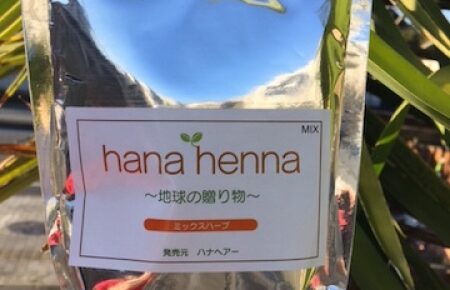 MIX
hana henna
～地球の贈り物～
ミックスハーブ
発売元 ハナヘアー